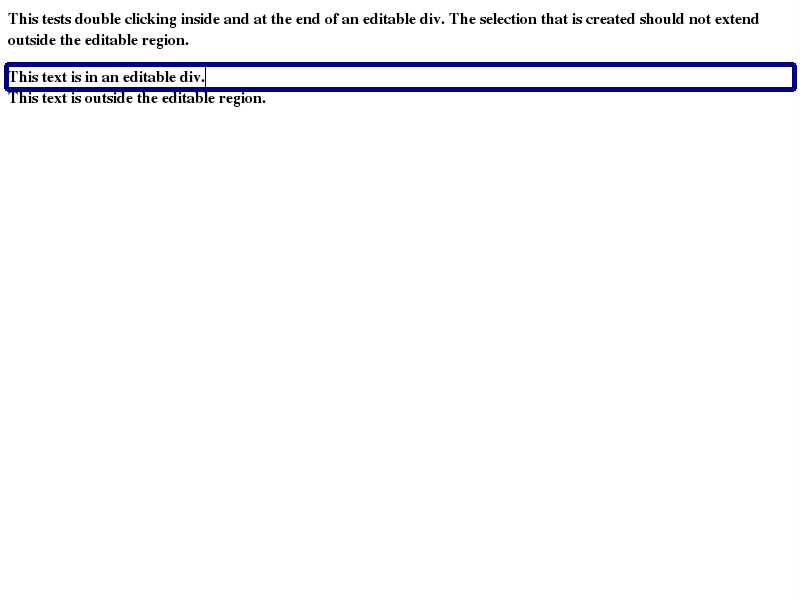 This tests double clicking inside and at the end of an editable div. The selection that is created should not extend
outside the editable region.
This text is in an editable div.
This text is outside the editable region.